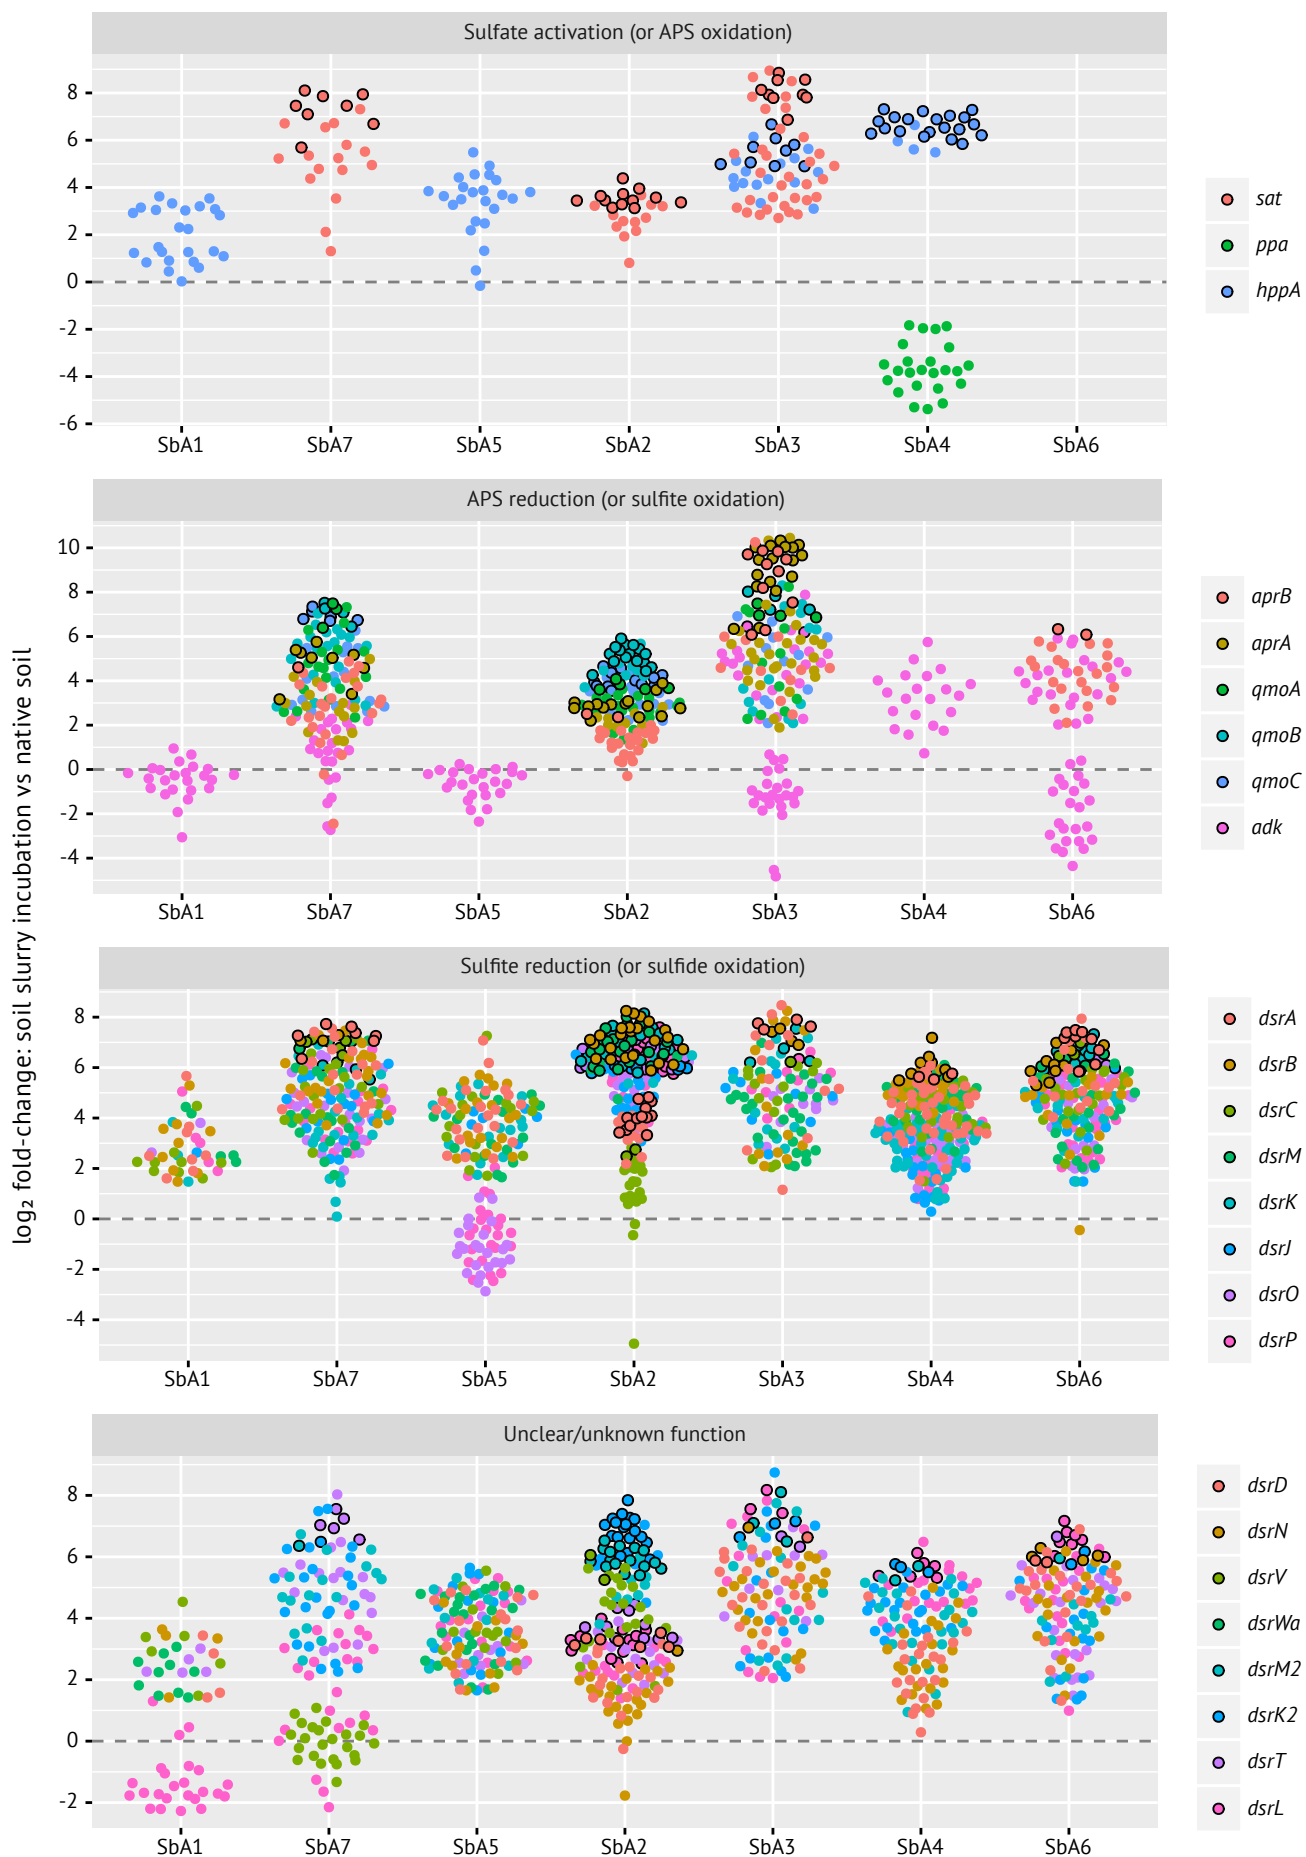 log₂ fold-change: soil slurry incubation vs native soil
Sulfate activation (or APS oxidation)
8
6
4
2
0
-2
-4
-6
SbA1 SbA7 SbA5 SbA2 SbA3 SbA4 SbA6
sat
ppa
hppA
APS reduction (or sulfite oxidation)
10
8
6
4
2
0
-2
-4
SbA1 SbA7 SbA5 SbA2 SbA3 SbA4 SbA6
aprB
aprA
qmoA
qmoB
qmoC
adk
Sulfite reduction (or sulfide oxidation)
8
6
4
2
0
-2
-4
SbA1 SbA7 SbA5 SbA2 SbA3 SbA4 SbA6
dsrA
dsrB
dsrC
dsrM
dsrK
dsrJ
dsrO
dsrP
Unclear/unknown function
8
6
4
2
0
-2
SbA1 SbA7 SbA5 SbA2 SbA3 SbA4 SbA6
dsrD
dsrN
dsrV
dsrWa
dsrM2
dsrK2
dsrT
dsrL